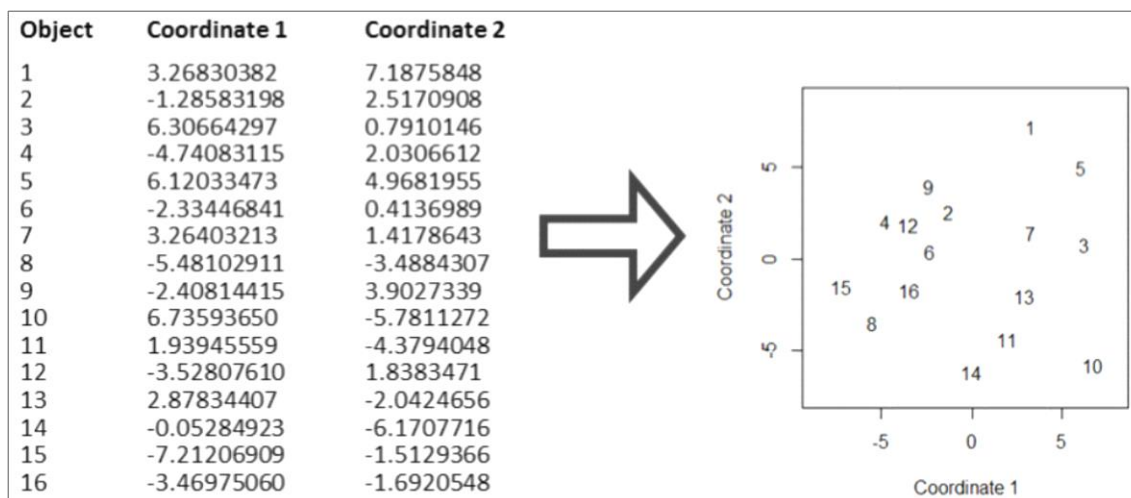 Object Coordinate 1 Coordinate 2
1 3.26830382 7.1875848
2 -1.28583198 2.5170908
3 6.30664297 0.7910146
4 -4.74083115 2.0306612
5 6.12033473 4.9681955
6 -2.33446841 0.4136989
7 3.26403213 1.4178643
8 -5.48102911 -3.4884307
9 -2.40814415 3.9027339
10 6.73593650 -5.7811272
11 1.93945559 -4.3794048
12 -3.52807610 1.8383471
13 2.87834407 -2.0424656
14 -0.05284923 -6.1707716
15 -7.21206909 -1.5129366
16 -3.46975060 -1.6920548
Coordinate 2
5
0
-5
1
5
9
2
4 12
7
6
3
15
16
13
8
11
10
14
-5 0 5
Coordinate 1